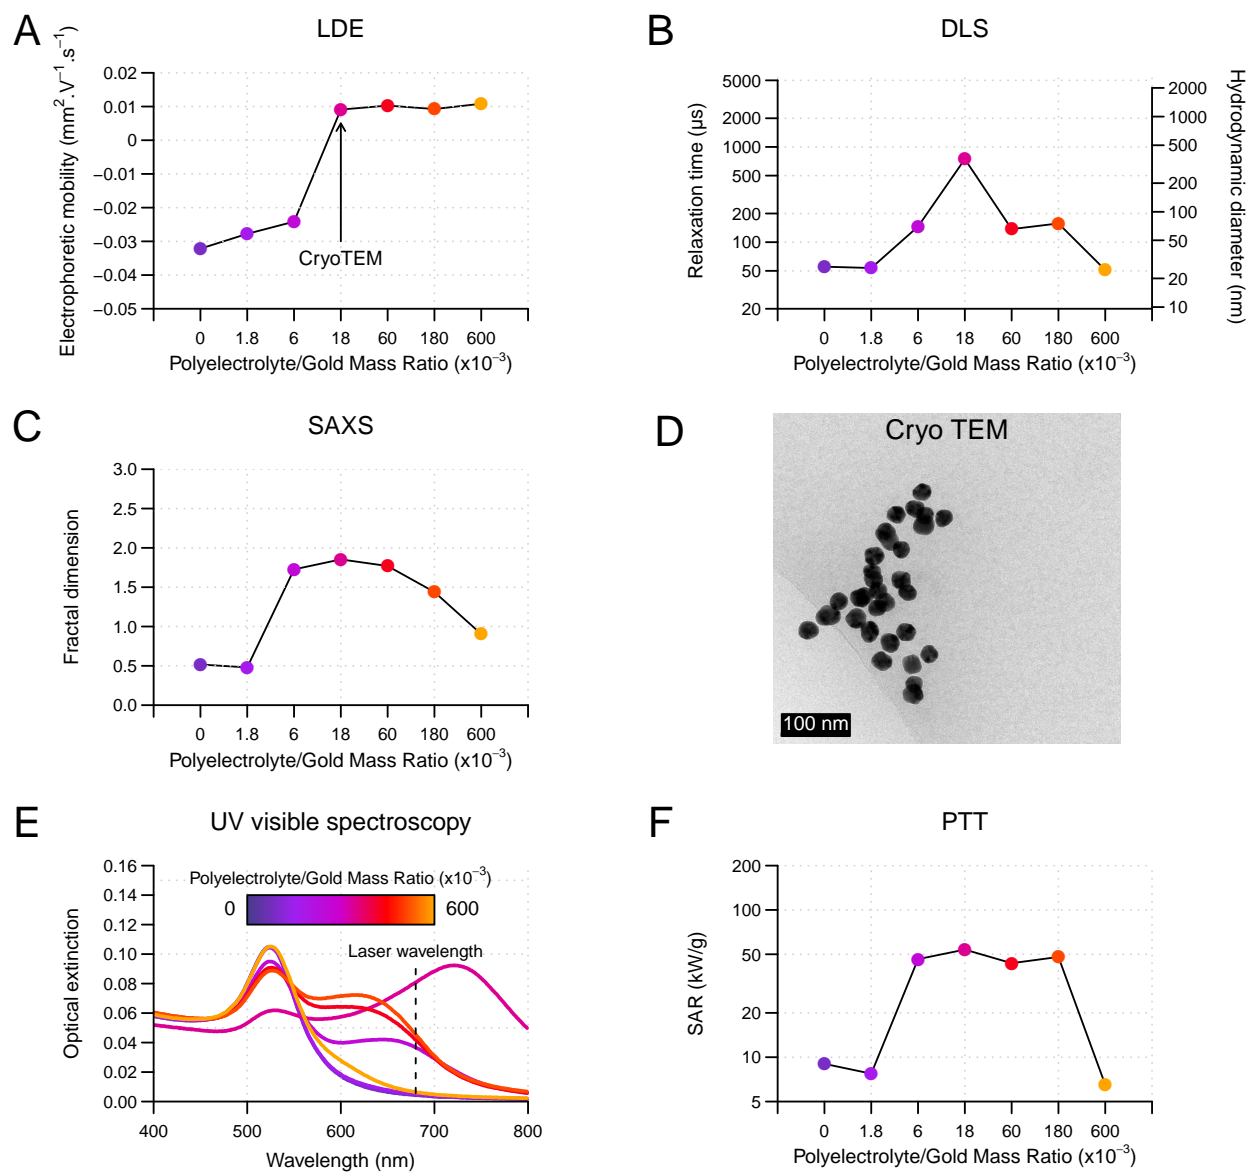 A
LDE
Electrophoretic mobility (mm².V⁻¹.s⁻¹)
0.02
0.01
0
−0.01
−0.02
−0.03
−0.04
−0.05
CryoTEM
0 1.8 6 18 60 180 600
Polyelectrolyte/Gold Mass Ratio (x10⁻³)
B
DLS
Relaxation time (µs)
5000
2000
1000
500
200
100
50
20
Hydrodynamic diameter (nm)
2000
1000
500
200
100
50
20
10
0 1.8 6 18 60 180 600
Polyelectrolyte/Gold Mass Ratio (x10⁻³)
C
SAXS
Fractal dimension
3.0
2.5
2.0
1.5
1.0
0.5
0.0
0 1.8 6 18 60 180 600
Polyelectrolyte/Gold Mass Ratio (x10⁻³)
D
Cryo TEM
100 nm
E
UV visible spectroscopy
Optical extinction
0.16
0.14
0.12
0.10
0.08
0.06
0.04
0.02
0.00
Polyelectrolyte/Gold Mass Ratio (x10⁻³)
0 600
Laser wavelength
400 500 600 700 800
Wavelength (nm)
F
PTT
SAR (kW/g)
200
100
50
20
10
5
0 1.8 6 18 60 180 600
Polyelectrolyte/Gold Mass Ratio (x10⁻³)